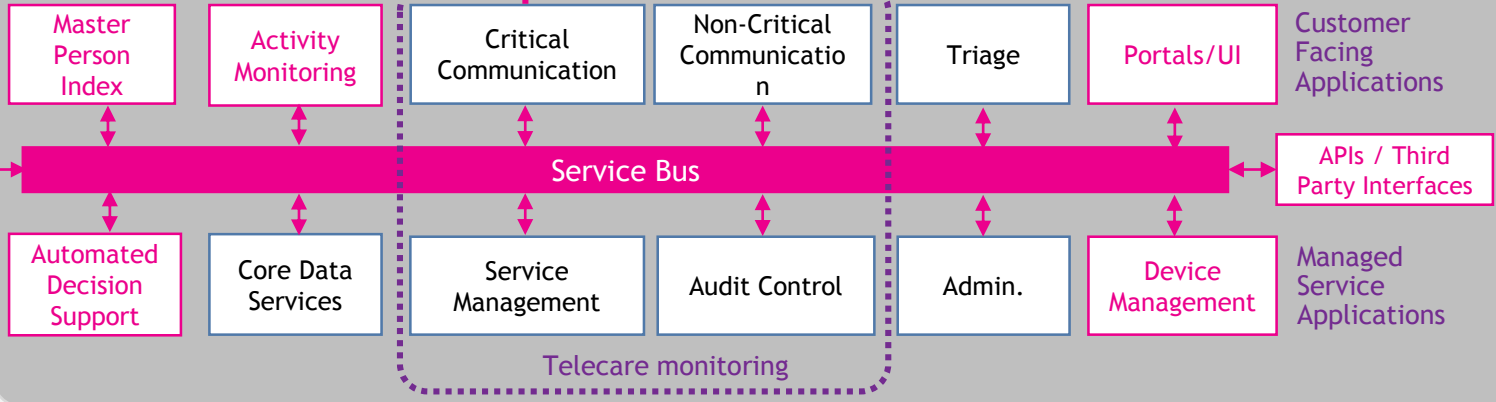 Master
Person
Index
Activity
Monitoring
Critical
Communication
Non-Critical
Communicatio
n
Triage
Portals/UI
Customer
Facing
Applications
Service Bus
APIs / Third
Party Interfaces
Automated
Decision
Support
Core Data
Services
Service
Management
Audit Control
Admin.
Device
Management
Managed
Service
Applications
Telecare monitoring